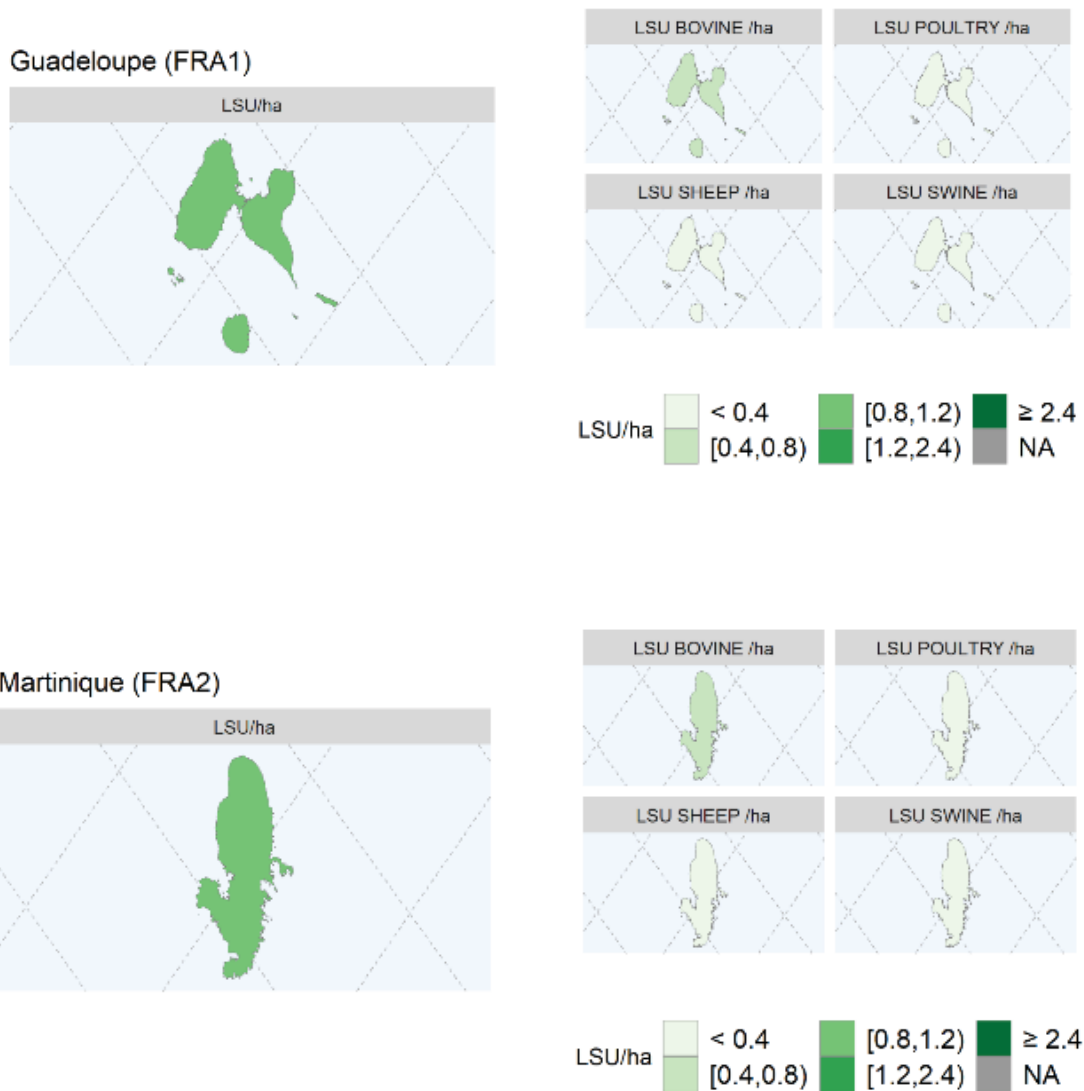 Guadeloupe (FRA1)
LSU/ha
LSU BOVINE /ha
LSU POULTRY /ha
LSU SHEEP /ha
LSU SWINE /ha
LSU/ha
< 0.4
[0.4,0.8)
[0.8,1.2)
[1.2,2.4)
≥ 2.4
NA
Martinique (FRA2)
LSU/ha
LSU BOVINE /ha
LSU POULTRY /ha
LSU SHEEP /ha
LSU SWINE /ha
LSU/ha
< 0.4
[0.4,0.8)
[0.8,1.2)
[1.2,2.4)
≥ 2.4
NA